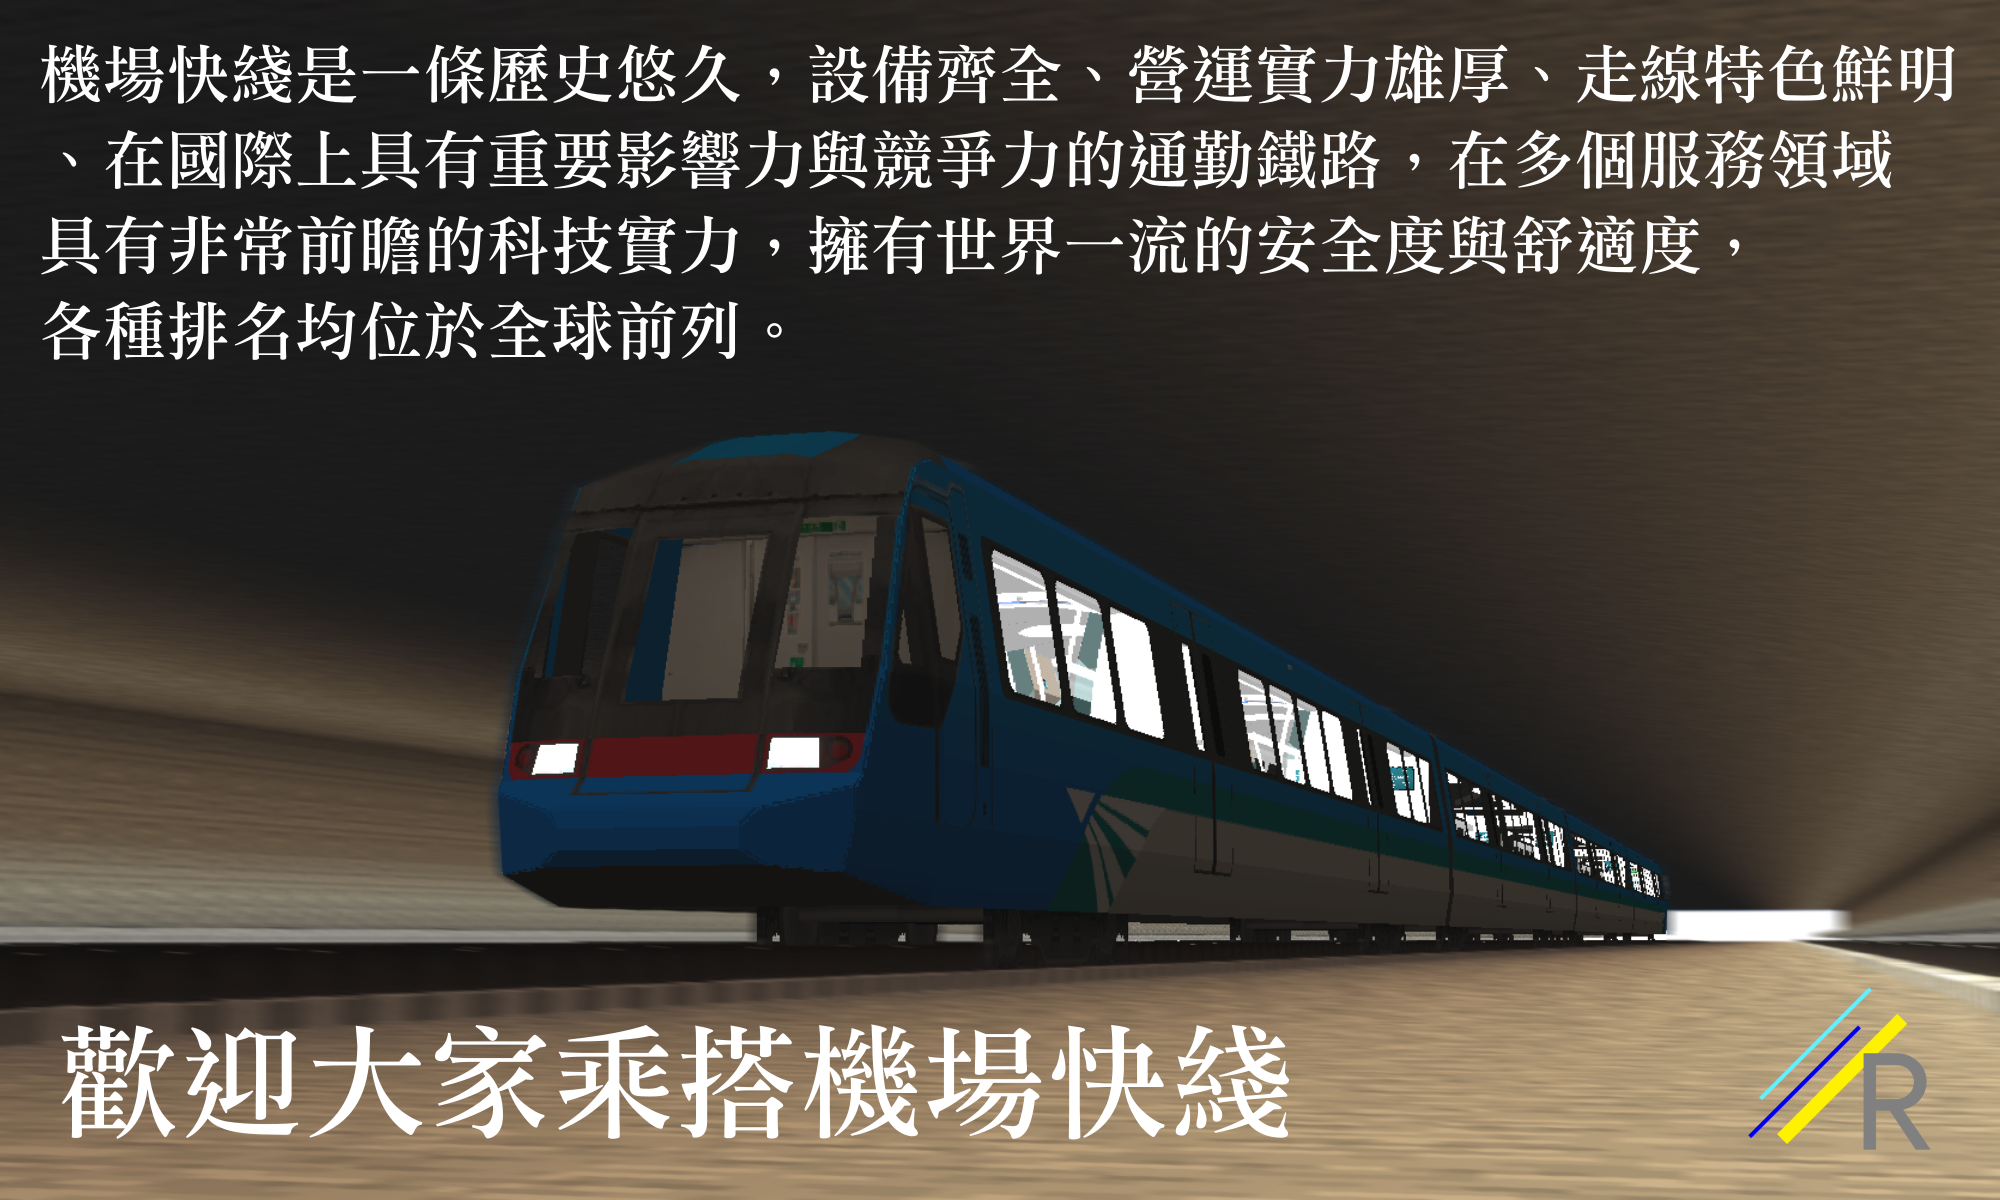 機場快綫是一條歷史悠久，設備齊全、營運實力雄厚、走線特色鮮明
、在國際上具有重要影響力與競爭力的通勤鐵路，在多個服務領域
具有非常前瞻的科技實力，擁有世界一流的安全度與舒適度，
各種排名均位於全球前列。
歡迎大家乘搭機場快綫
R